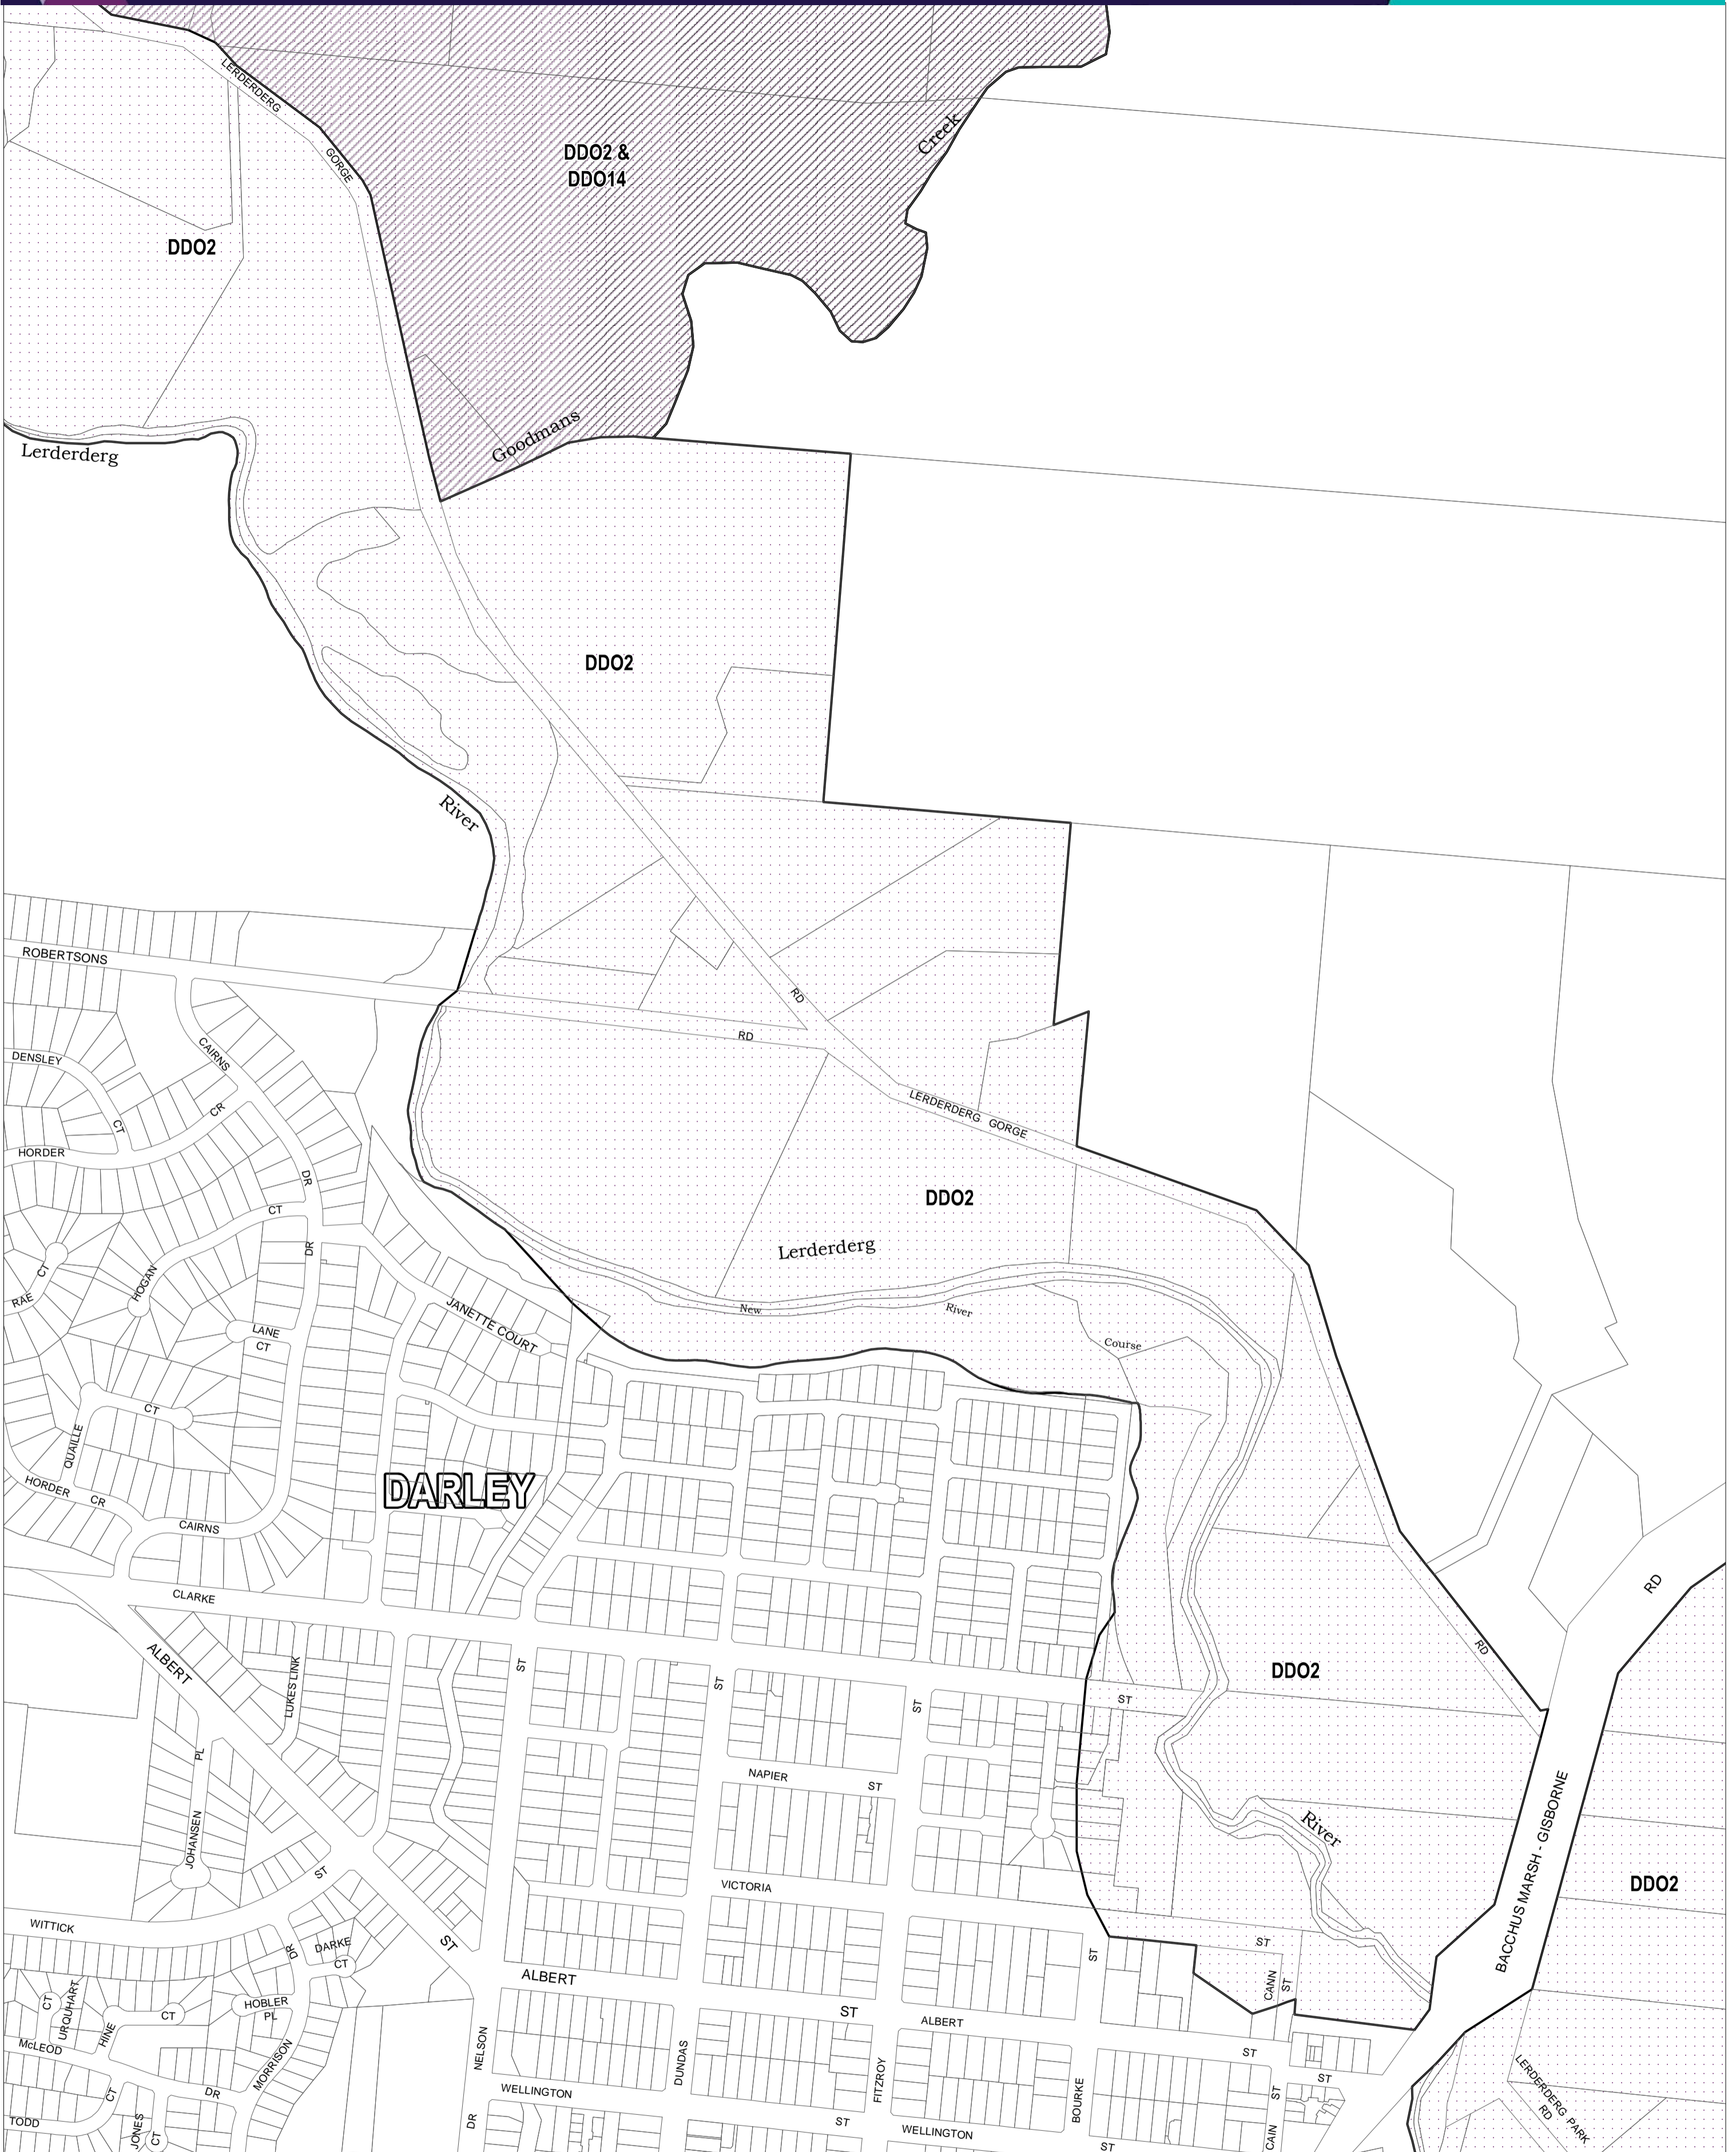 LERDERDERG
GORGE
Creek
DDO2 &
DDO14
DDO2
Goodmans
Lerderderg
DDO2
River
ROBERTSONS
RD
RD
CAIRNS
DENSLEY
CT
CR
HORDER
DR
LERDERDERG GORGE
DDO2
CT
DR
Lerderderg
CT
HOGAN
RAE
New
River
Course
JANETTE COURT
LANE
CT
CT
QUAILLE
DARLEY
HORDER
CR
CAIRNS
CLARKE
RD
RD
ALBERT
LUKES LINK
ST
ST
ST
ST
DDO2
PL
NAPIER
ST
JOHANSEN
River
BACCHUS MARSH - GISBORNE
ST
VICTORIA
DDO2
WITTICK
DR
DARKE
CT
ST
ST
ST
CANN
ST
ALBERT
ST
ALBERT
CT
URQUHART
HINE
CT
HOBLER
PL
McLEOD
MORRISON
NELSON
DUNDAS
FITZROY
BOURKE
ST
ST
ST
LERDERDERG PARK
RD
CT
DR
WELLINGTON
ST
WELLINGTON
ST
TODD
JONES
CT
DR
CAIN